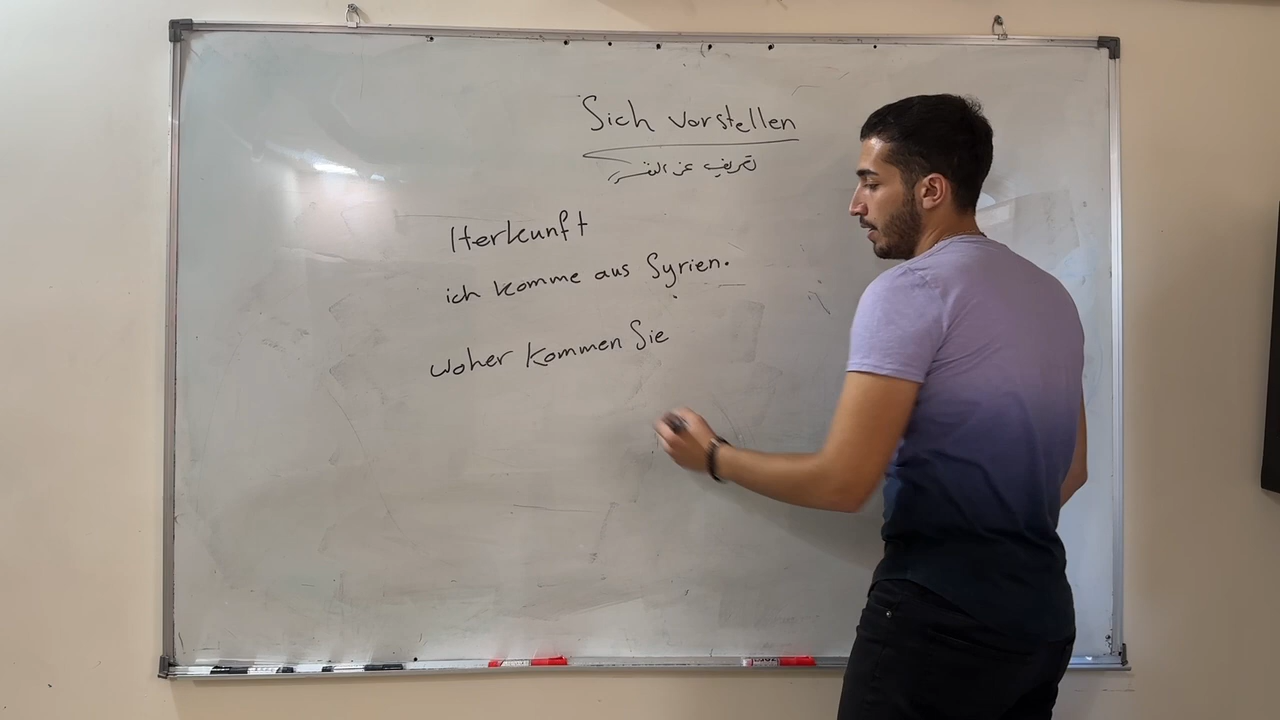 Sich vorstellen
تعريف عن النفس
Herkunft
ich komme aus Syrien.
woher kommen Sie